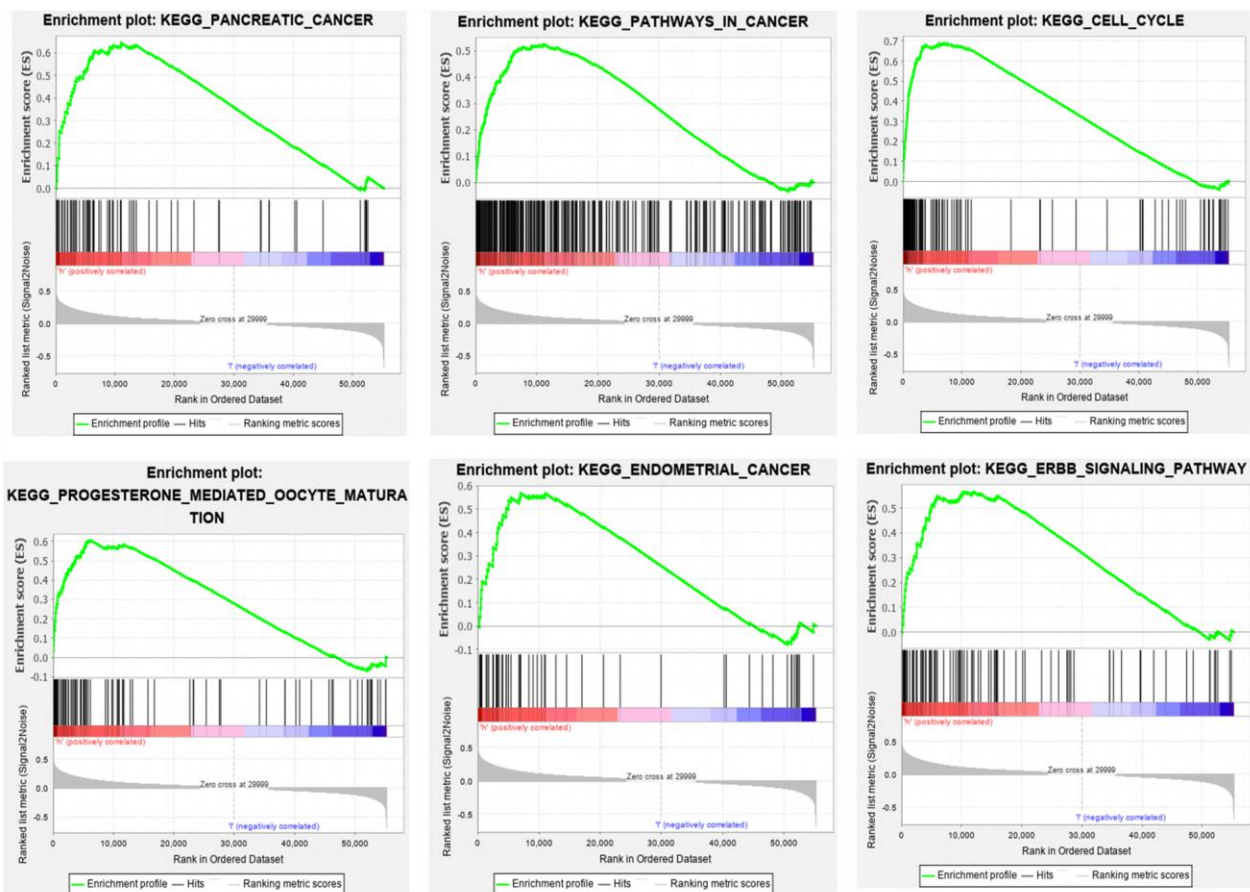 Enrichment plot: KEGG_PANCREATIC_CANCER
Enrichment score (ES)
0.6
0.5
0.4
0.3
0.2
0.1
0.0
Ranked list metric (Signal2Noise)
'h' (positively correlated)
0.5
0.0
-0.5
Zero cross at 29999
'l' (negatively correlated)
0 10,000 20,000 30,000 40,000 50,000
Rank in Ordered Dataset
Enrichment profile Hits Ranking metric scores
Enrichment plot: KEGG_PATHWAYS_IN_CANCER
Enrichment score (ES)
0.5
0.4
0.3
0.2
0.1
0.0
Ranked list metric (Signal2Noise)
'h' (positively correlated)
0.5
0.0
-0.5
Zero cross at 29999
'l' (negatively correlated)
0 10,000 20,000 30,000 40,000 50,000
Rank in Ordered Dataset
Enrichment profile Hits Ranking metric scores
Enrichment plot: KEGG_CELL_CYCLE
Enrichment score (ES)
0.7
0.6
0.5
0.4
0.3
0.2
0.1
0.0
Ranked list metric (Signal2Noise)
'h' (positively correlated)
0.5
0.0
-0.5
Zero cross at 29999
'l' (negatively correlated)
0 10,000 20,000 30,000 40,000 50,000
Rank in Ordered Dataset
Enrichment profile Hits Ranking metric scores
Enrichment plot:
KEGG_PROGESTERONE_MEDIATED_OOCYTE_MATURA
TION
Enrichment score (ES)
0.6
0.5
0.4
0.3
0.2
0.1
0.0
-0.1
Ranked list metric (Signal2Noise)
'h' (positively correlated)
0.5
0.0
-0.5
Zero cross at 29999
'l' (negatively correlated)
0 10,000 20,000 30,000 40,000 50,000
Rank in Ordered Dataset
Enrichment profile Hits Ranking metric scores
Enrichment plot: KEGG_ENDOMETRIAL_CANCER
Enrichment score (ES)
0.6
0.5
0.4
0.3
0.2
0.1
0.0
-0.1
Ranked list metric (Signal2Noise)
'h' (positively correlated)
0.5
0.0
-0.5
Zero cross at 29999
'l' (negatively correlated)
0 10,000 20,000 30,000 40,000 50,000
Rank in Ordered Dataset
Enrichment profile Hits Ranking metric scores
Enrichment plot: KEGG_ERBB_SIGNALING_PATHWAY
Enrichment score (ES)
0.5
0.4
0.3
0.2
0.1
0.0
Ranked list metric (Signal2Noise)
'h' (positively correlated)
0.5
0.0
-0.5
Zero cross at 29999
'l' (negatively correlated)
0 10,000 20,000 30,000 40,000 50,000
Rank in Ordered Dataset
Enrichment profile Hits Ranking metric scores